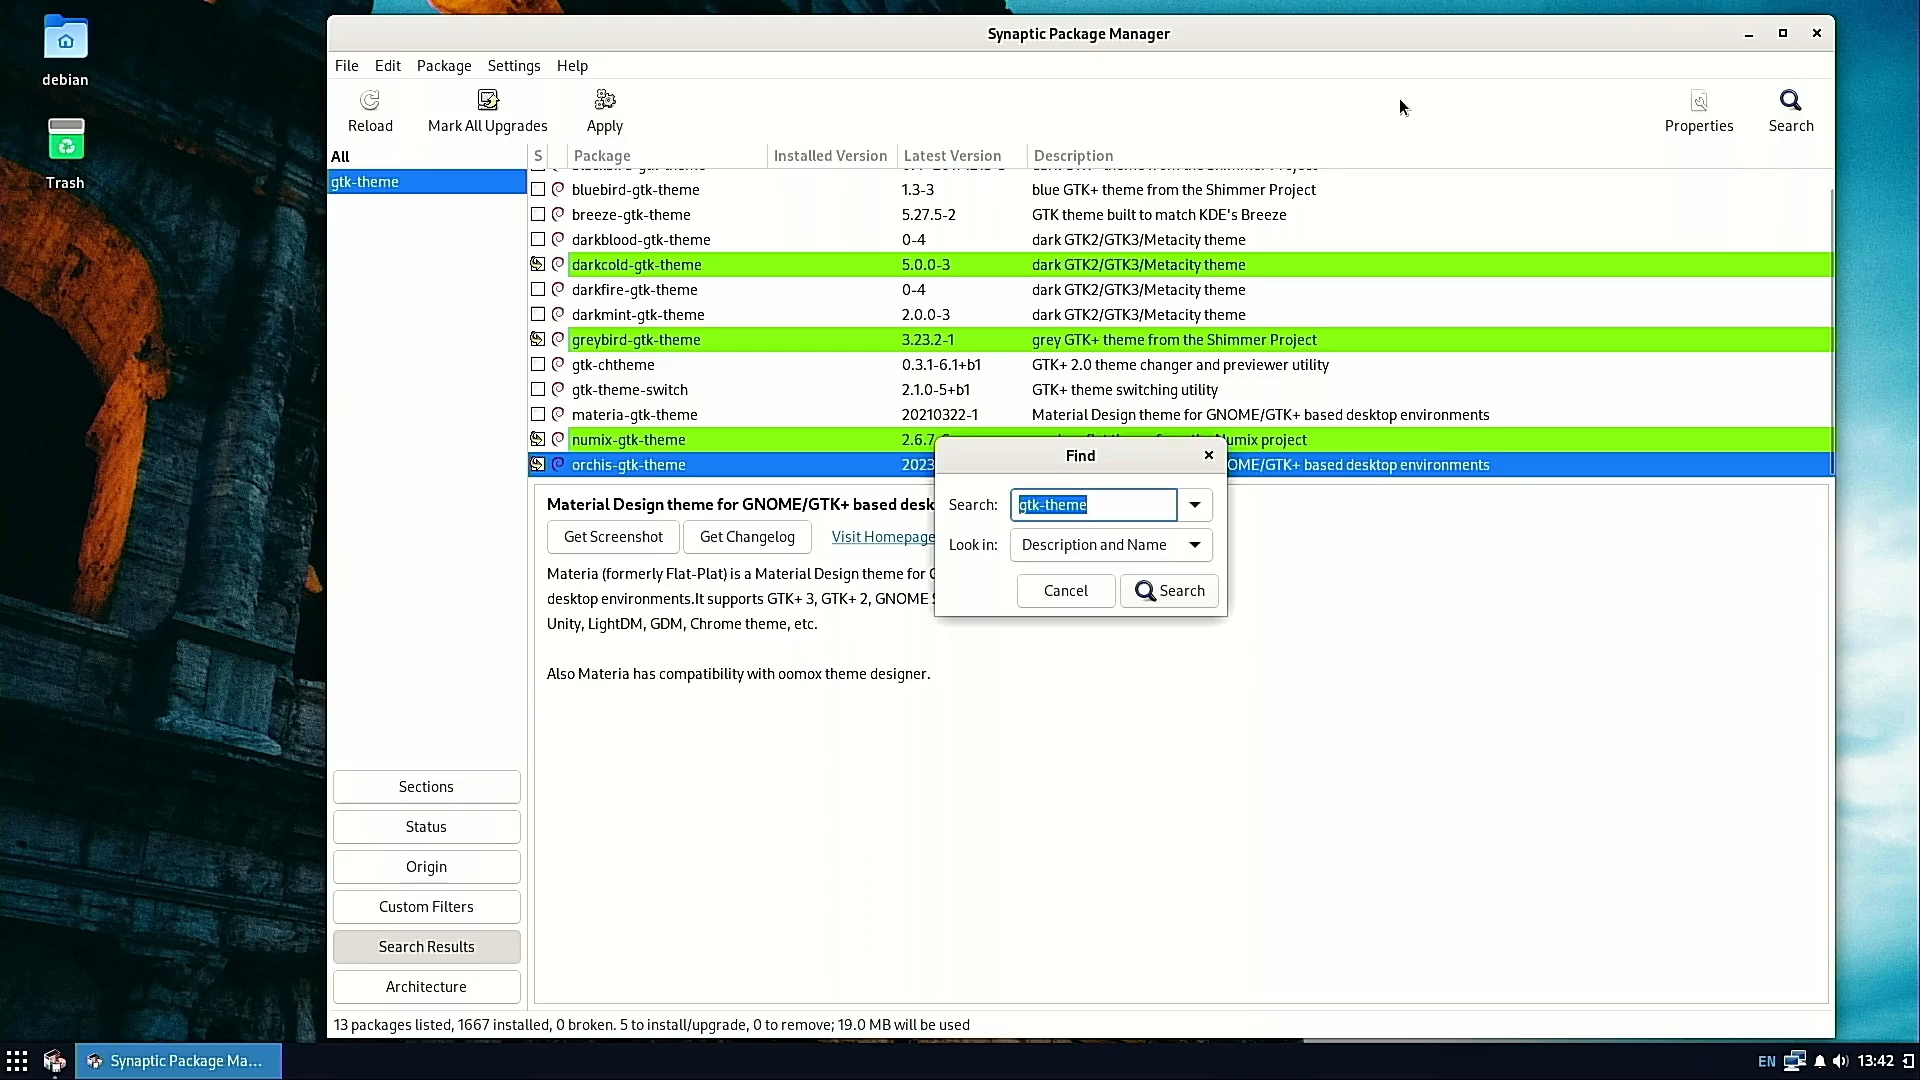 debian
Trash
Synaptic Package Manager
File Edit Package Settings Help
Reload Mark All Upgrades Apply Properties Search
All
gtk-theme
S Package Installed Version Latest Version Description
bluebird-gtk-theme 1.3-3 blue GTK+ theme from the Shimmer Project
breeze-gtk-theme 5.27.5-2 GTK theme built to match KDE's Breeze
darkblood-gtk-theme 0-4 dark GTK2/GTK3/Metacity theme
darkcold-gtk-theme 5.0.0-3 dark GTK2/GTK3/Metacity theme
darkfire-gtk-theme 0-4 dark GTK2/GTK3/Metacity theme
darkmint-gtk-theme 2.0.0-3 dark GTK2/GTK3/Metacity theme
greybird-gtk-theme 3.23.2-1 grey GTK+ theme from the Shimmer Project
gtk-chtheme 0.3.1-6.1+b1 GTK+ 2.0 theme changer and previewer utility
gtk-theme-switch 2.1.0-5+b1 GTK+ theme switching utility
materia-gtk-theme 20210322-1 Material Design theme for GNOME/GTK+ based desktop environments
numix-gtk-theme 2.6.7 Numix project
orchis-gtk-theme 2023 OME/GTK+ based desktop environments
Find
Search: gtk-theme
Look in: Description and Name
Cancel Search
Material Design theme for GNOME/GTK+ based desk
Get Screenshot Get Changelog Visit Homepage
Materia (formerly Flat-Plat) is a Material Design theme for
desktop environments.It supports GTK+ 3, GTK+ 2, GNOME
Unity, LightDM, GDM, Chrome theme, etc.
Also Materia has compatibility with oomox theme designer.
Sections
Status
Origin
Custom Filters
Search Results
Architecture
13 packages listed, 1667 installed, 0 broken. 5 to install/upgrade, 0 to remove; 19.0 MB will be used
Synaptic Package Ma...
EN 13:42